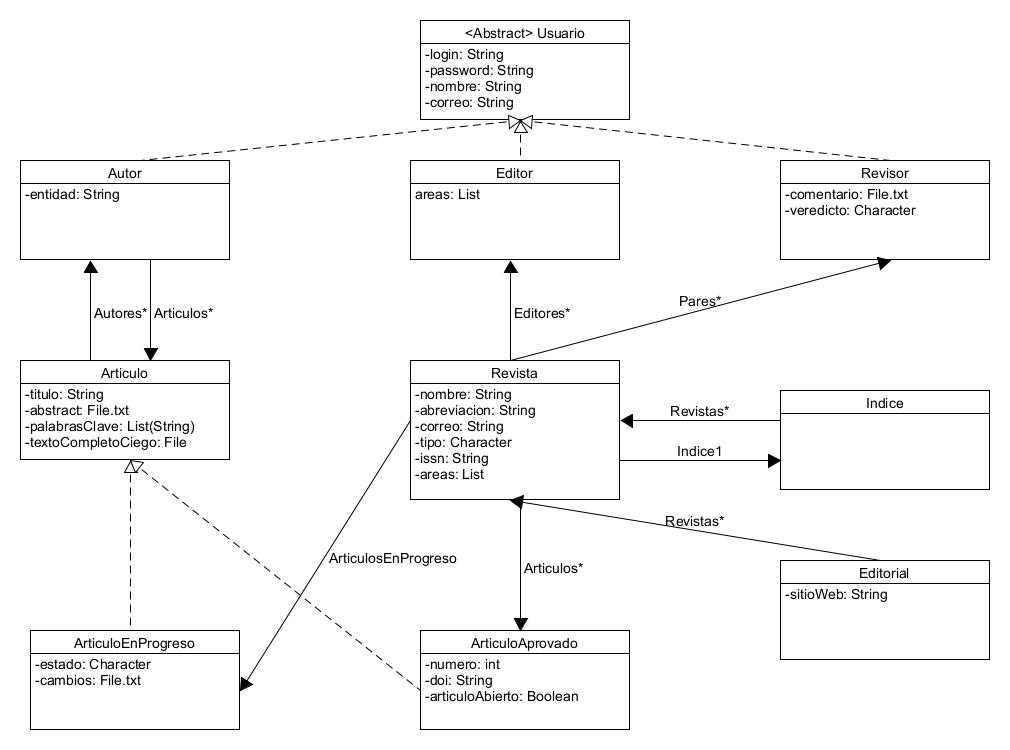 <Abstract> Usuario
-login: String
-password: String
-nombre: String
-correo: String
Autor
-entidad: String
Editor
areas: List
Revisor
-comentario: File.txt
-veredicto: Character
Autores*
Articulos*
Editores*
Pares*
Articulo
-titulo: String
-abstract: File.txt
-palabrasClave: List(String)
-textoCompletoCiego: File
Revista
-nombre: String
-abreviacion: String
-correo: String
-tipo: Character
-issn: String
-areas: List
Revistas*
Indice1
Indice
Revistas*
ArticulosEnProgreso
Articulos*
Editorial
-sitioWeb: String
ArticuloEnProgreso
-estado: Character
-cambios: File.txt
ArticuloAprovado
-numero: int
-doi: String
-articuloAbierto: Boolean